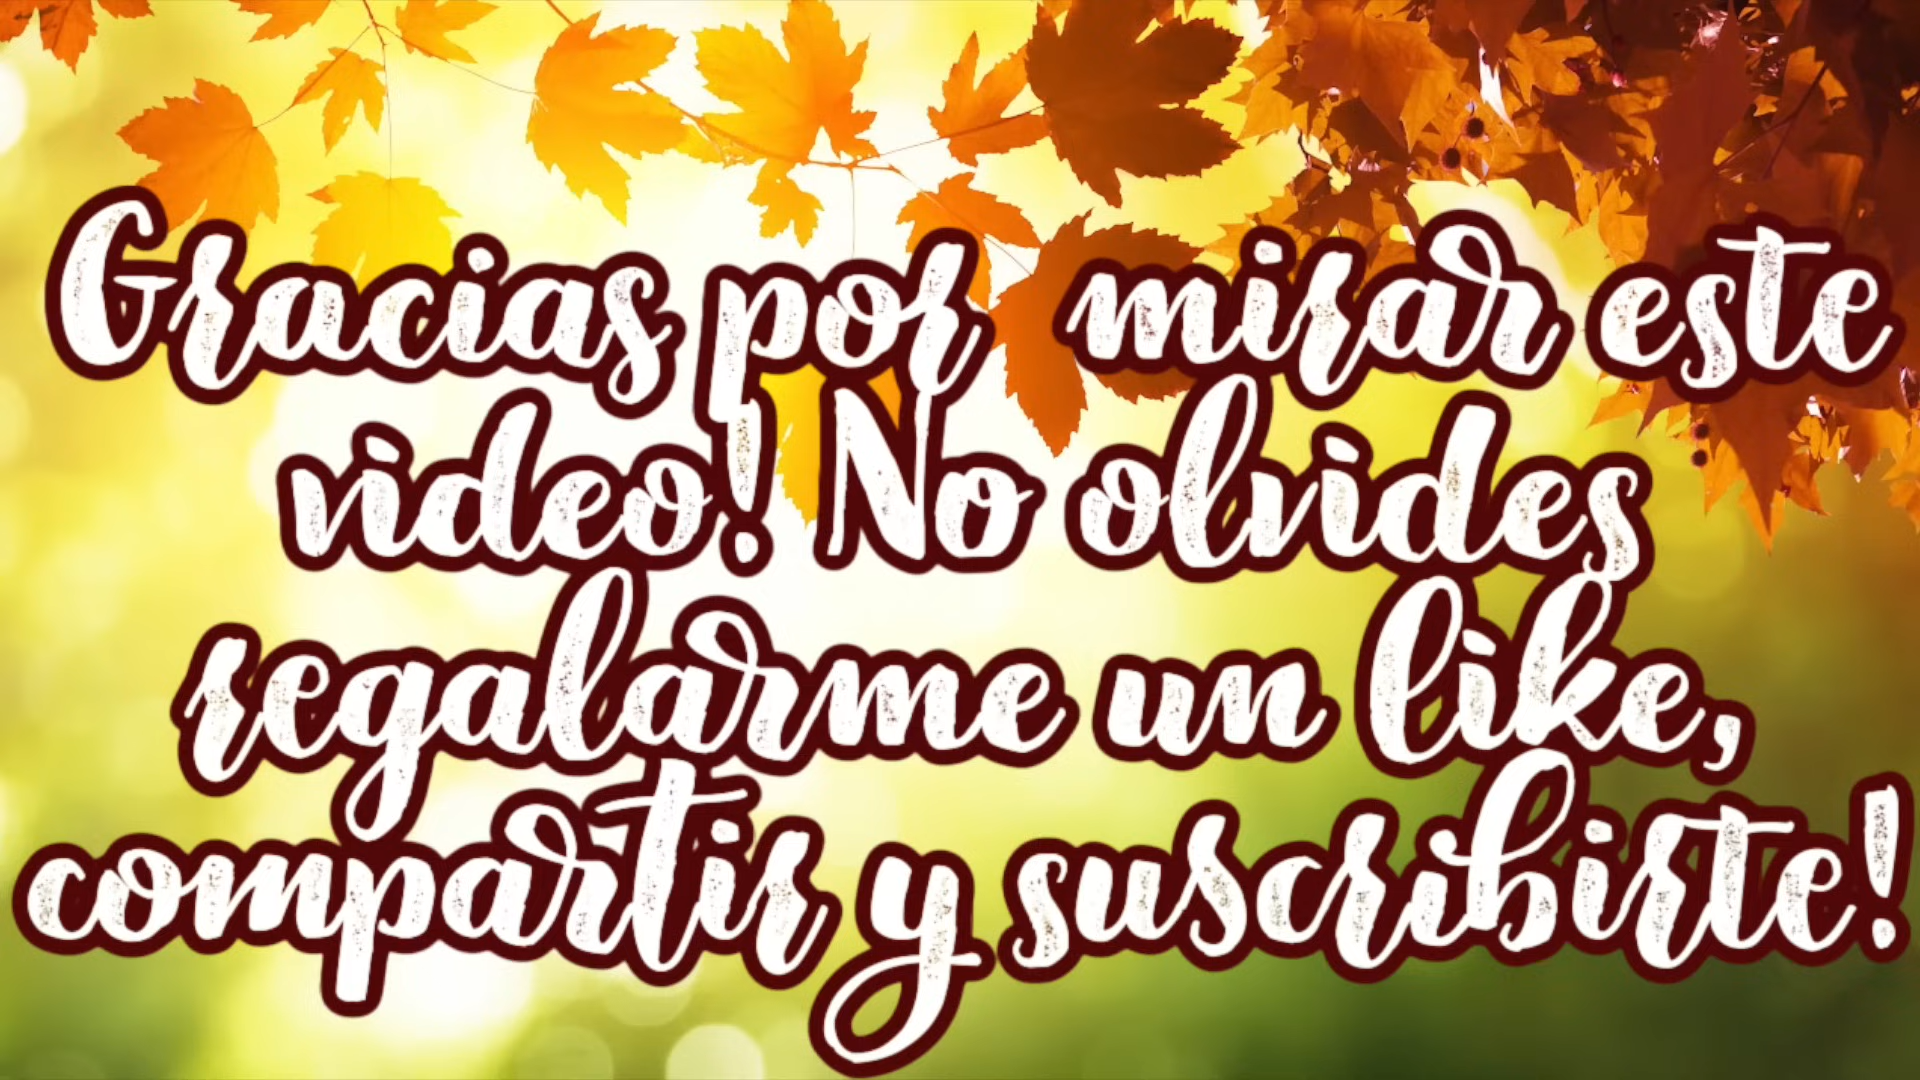 Gracias por mirar este
video! No olvides
regalarme un like,
compartir y suscribirte!